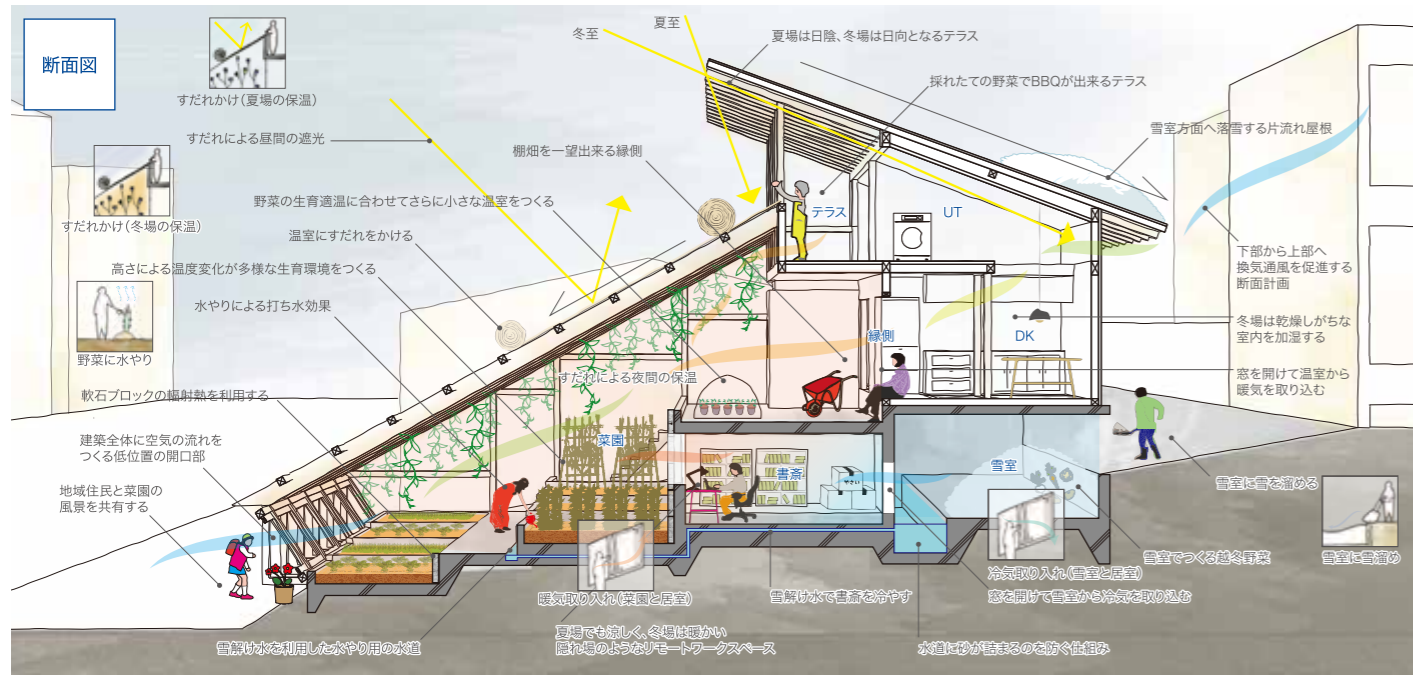 断面図
すだれかけ（夏場の保温）
すだれによる昼間の遮光
すだれかけ（冬場の保温）
野菜の生育適温に合わせてさらに小さな温室をつくる
温室にすだれをかける
高さによる温度変化が多様な生育環境をつくる
水やりによる打ち水効果
野菜に水やり
軟石ブロックの輻射熱を利用する
建築全体に空気の流れを
つくる低位置の開口部
地域住民と菜園の
風景を共有する
冬至
夏至
夏場は日陰、冬場は日向となるテラス
採れたての野菜でBBQが出来るテラス
棚畑を一望出来る縁側
雪室方面へ落雪する片流れ屋根
テラス
UT
下部から上部へ
換気通風を促進する
断面計画
冬場は乾燥しがちな
室内を加湿する
縁側
DK
窓を開けて温室から
暖気を取り込む
すだれによる夜間の保温
菜園
書斎
やさい
雪室
雪室に雪を溜める
雪室に雪溜め
雪室でつくる越冬野菜
冷気取り入れ（雪室と居室）
窓を開けて雪室から冷気を取り込む
暖気取り入れ（菜園と居室）
雪解け水で書斎を冷やす
夏場でも涼しく、冬場は暖かい
隠れ場のようなリモートワークスペース
雪解け水を利用した水やり用の水道
水道に砂が詰まるのを防ぐ仕組み